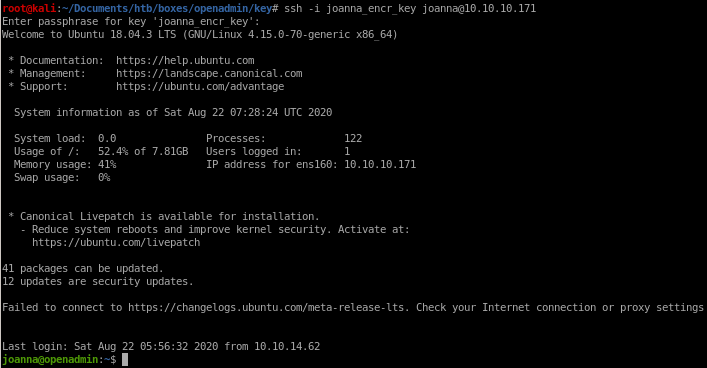 root@kali:~/Documents/htb/boxes/openadmin/key# ssh -i joanna_encr_key joanna@10.10.10.171
Enter passphrase for key 'joanna_encr_key':
Welcome to Ubuntu 18.04.3 LTS (GNU/Linux 4.15.0-70-generic x86_64)
* Documentation:  https://help.ubuntu.com
* Management:     https://landscape.canonical.com
* Support:        https://ubuntu.com/advantage
System information as of Sat Aug 22 07:28:24 UTC 2020
System load:  0.0               Processes:             122
Usage of /:   52.4% of 7.81GB   Users logged in:       1
Memory usage: 41%               IP address for ens160: 10.10.10.171
Swap usage:   0%
* Canonical Livepatch is available for installation.
- Reduce system reboots and improve kernel security. Activate at:
https://ubuntu.com/livepatch
41 packages can be updated.
12 updates are security updates.
Failed to connect to https://changelogs.ubuntu.com/meta-release-lts. Check your Internet connection or proxy settings
Last login: Sat Aug 22 05:56:32 2020 from 10.10.14.62
joanna@openadmin:~$